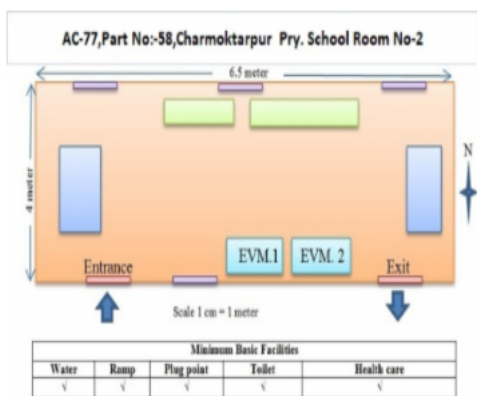 AC-77,Part No:-58,Charmoktarpur Pry. School Room No-2
6.5 meter
4 meter
N
EVM.1 EVM. 2
Entrance Exit
Scale 1 cm = 1 meter
Minimum Basic Facilities
Water Ramp Plug point Toilet Health care
√ √ √ √ √